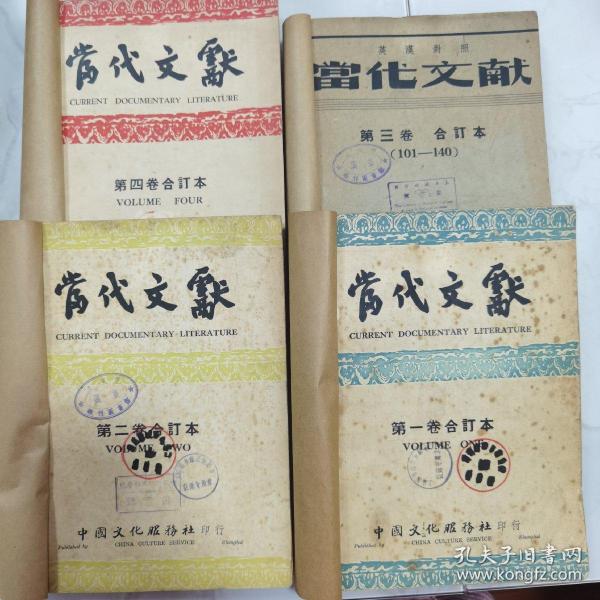 當代文獻
CURRENT DOCUMENTARY LITERATURE
第四卷合訂本
VOLUME FOUR
英漢對照
當代文献
第三卷 合訂本
(101—140)
當代文獻
CURRENT DOCUMENTARY LITERATURE
第二卷合訂本
VOLUME TWO
中國文化服務社印行
Published by CHINA CULTURE SERVICE Shanghai
當代文獻
CURRENT DOCUMENTARY LITERATURE
第一卷合訂本
VOLUME ONE
中國文化服務社印行
Published by CHINA CULTURE SERVICE Shanghai
孔夫子旧书网
www.kongfz.com